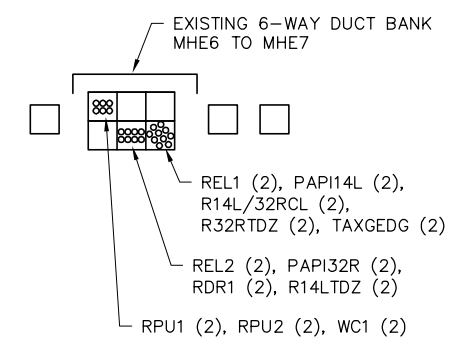 EXISTING 6-WAY DUCT BANK
MHE6 TO MHE7
REL1 (2), PAPI14L (2),
R14L/32RCL (2),
R32RTDZ (2), TAXGEDG (2)
REL2 (2), PAPI32R (2),
RDR1 (2), R14LTDZ (2)
RPU1 (2), RPU2 (2), WC1 (2)